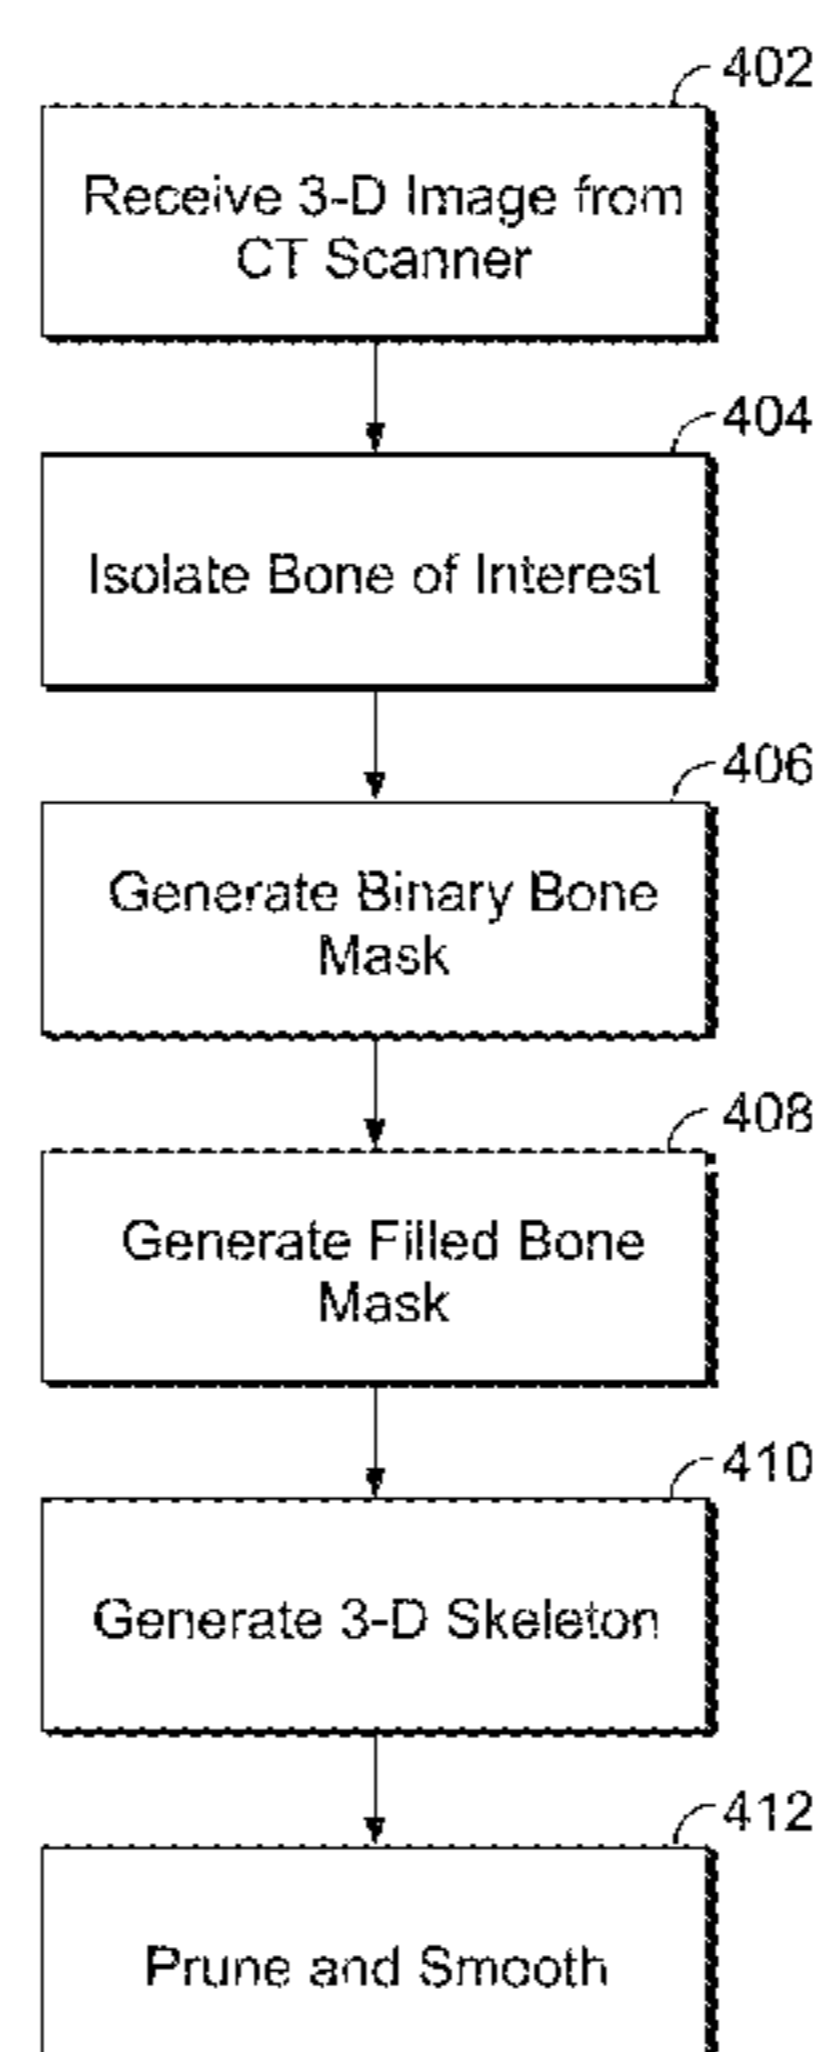 402
Receive 3-D Image from
CT Scanner
404
Isolate Bone of Interest
406
Generate Binary Bone
Mask
408
Generate Filled Bone
Mask
410
Generate 3-D Skeleton
412
Prune and Smooth